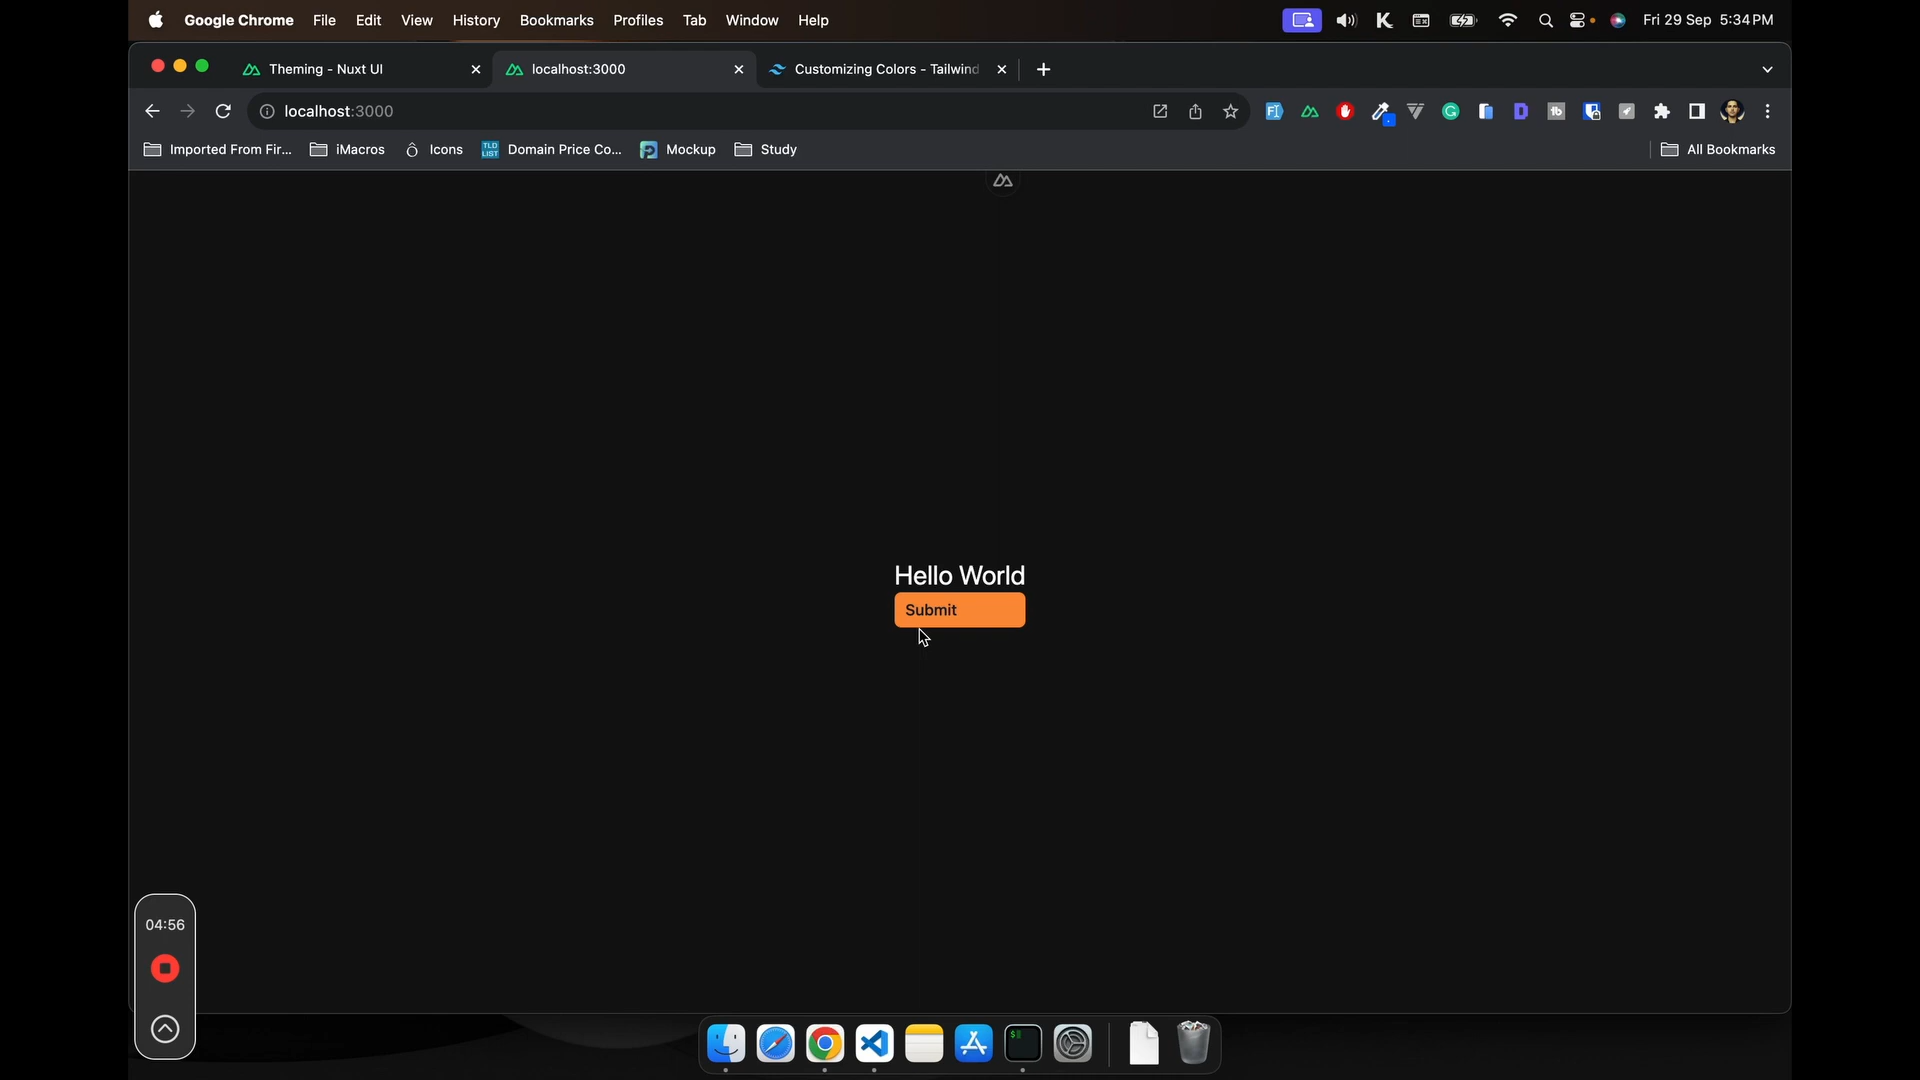 Google Chrome File Edit View History Bookmarks Profiles Tab Window Help Fri 29 Sep 5:34 PM
Theming - Nuxt UI localhost:3000 Customizing Colors - Tailwind
localhost:3000
Imported From Fir... iMacros Icons TLD LIST Domain Price Co... Mockup Study All Bookmarks
Hello World
Submit
04:56